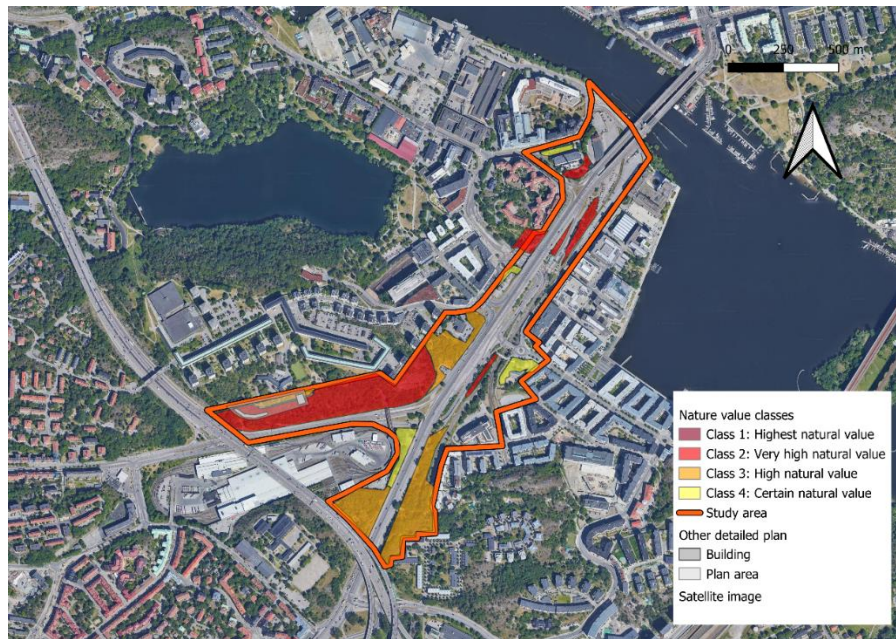 0 250 500 m
Nature value classes
Class 1: Highest natural value
Class 2: Very high natural value
Class 3: High natural value
Class 4: Certain natural value
Study area
Other detailed plan
Building
Plan area
Satellite image